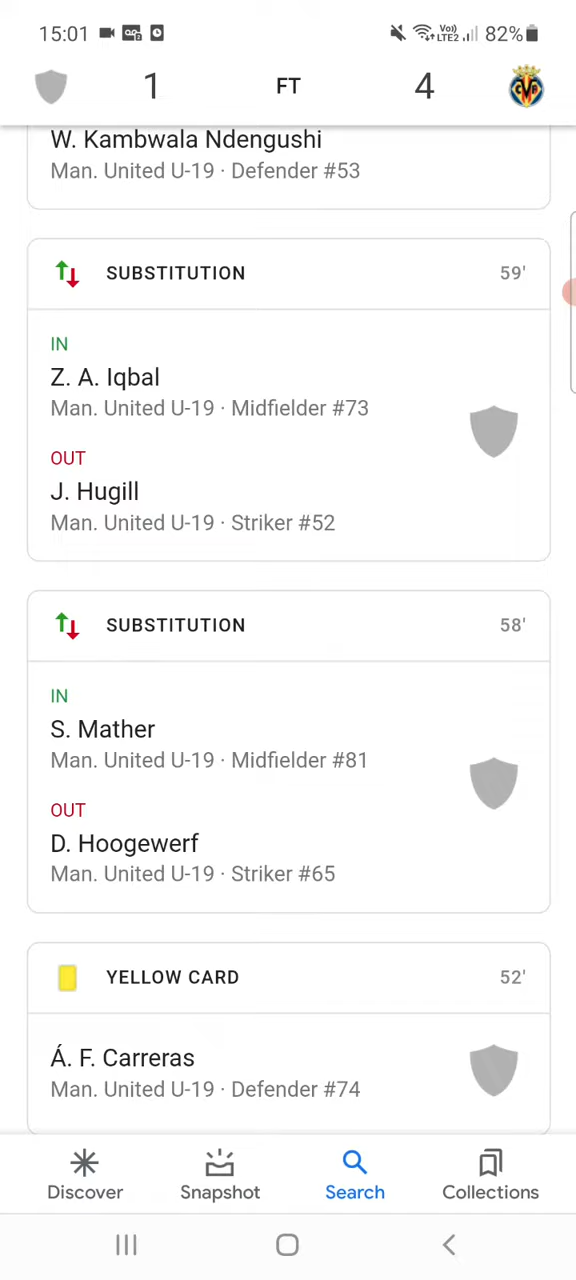 15:01 Vo)) LTE2 82%
1 FT 4
W. Kambwala Ndengushi
Man. United U-19 · Defender #53
SUBSTITUTION 59'
IN
Z. A. Iqbal
Man. United U-19 · Midfielder #73
OUT
J. Hugill
Man. United U-19 · Striker #52
SUBSTITUTION 58'
IN
S. Mather
Man. United U-19 · Midfielder #81
OUT
D. Hoogewerf
Man. United U-19 · Striker #65
YELLOW CARD 52'
Á. F. Carreras
Man. United U-19 · Defender #74
Discover Snapshot Search Collections